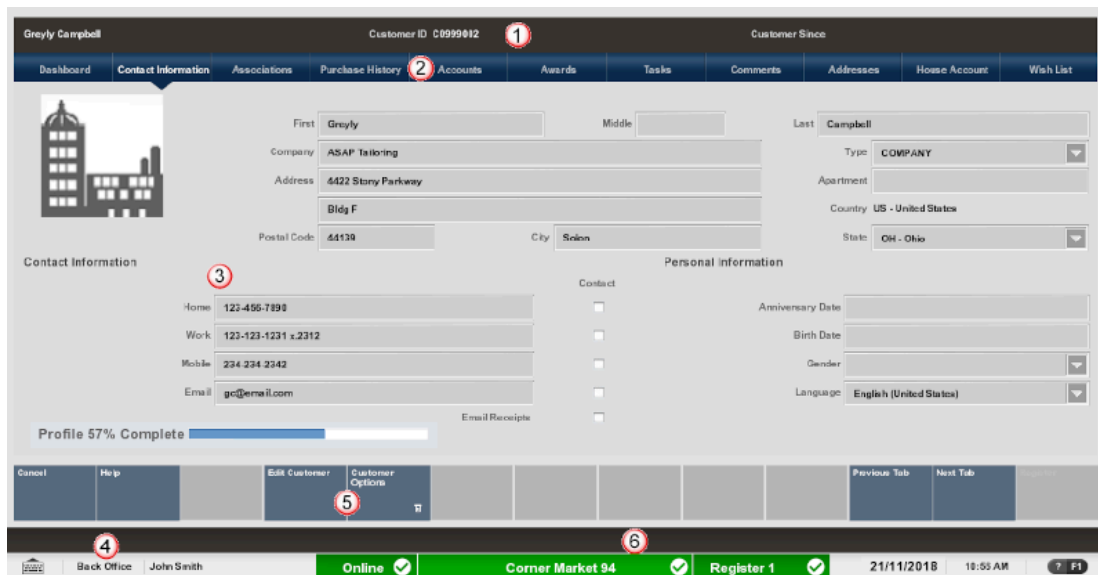 Greyly Campbell Customer ID C0999002 1 Customer Since
Dashboard Contact Information Associations Purchase History 2 Accounts Awards Tasks Comments Addresses House Account Wish List
First Greyly Middle Last Campbell
Company ASAP Tailoring Type COMPANY
Address 4422 Stony Parkway Apartment
Bldg F Country US - United States
Postal Code 44139 City Solon State OH - Ohio
Contact Information Personal Information
3 Contact
Home 123-456-7890 Anniversary Date
Work 123-123-1231 x.2312 Birth Date
Mobile 234-234-2342 Gender
Email gc@email.com Language English (United States)
Email Receipts
Profile 57% Complete
Cancel Help Edit Customer Customer Previous Tab Next Tab
Options
5
4 6
Back Office John Smith Online Corner Market 94 Register 1 21/11/2018 10:55 AM ? F1